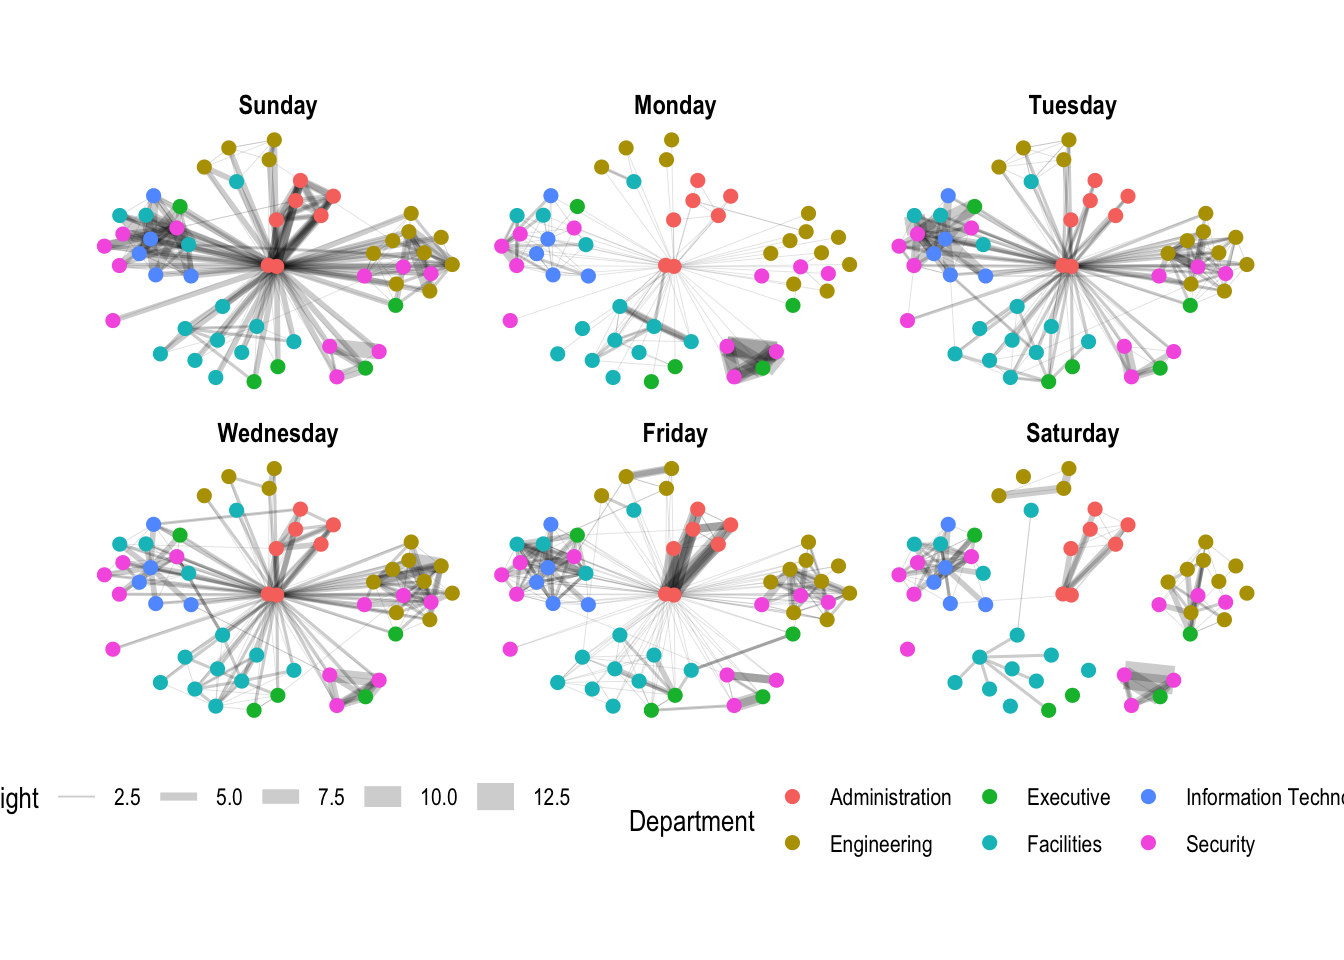 Sunday
Monday
Tuesday
Wednesday
Friday
Saturday
ight
2.5
5.0
7.5
10.0
12.5
Department
Administration
Executive
Information Techno
Engineering
Facilities
Security